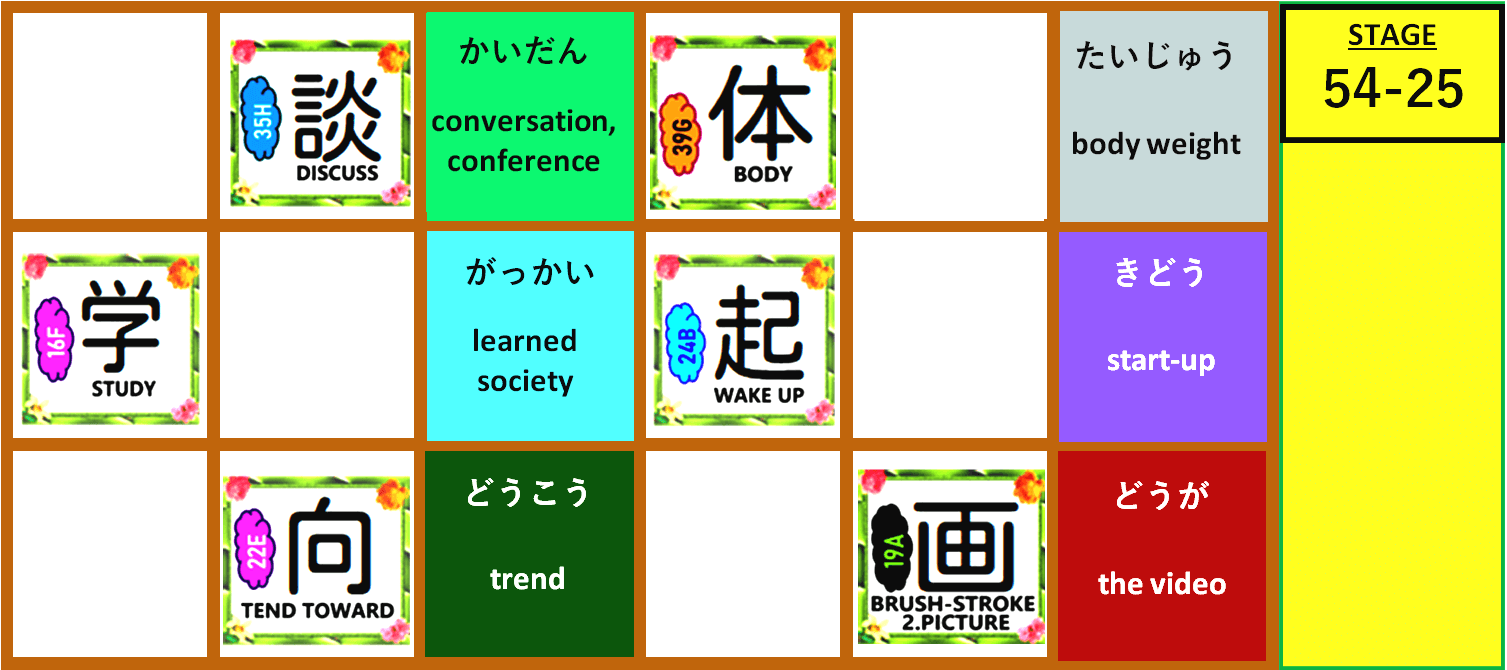 35H
談
DISCUSS
かいだん
conversation,
conference
39G
体
BODY
たいじゅう
body weight
STAGE
54-25
16F
学
STUDY
がっかい
learned
society
24B
起
WAKE UP
きどう
start-up
22E
向
TEND TOWARD
どうこう
trend
19A
画
BRUSH-STROKE
2.PICTURE
どうが
the video